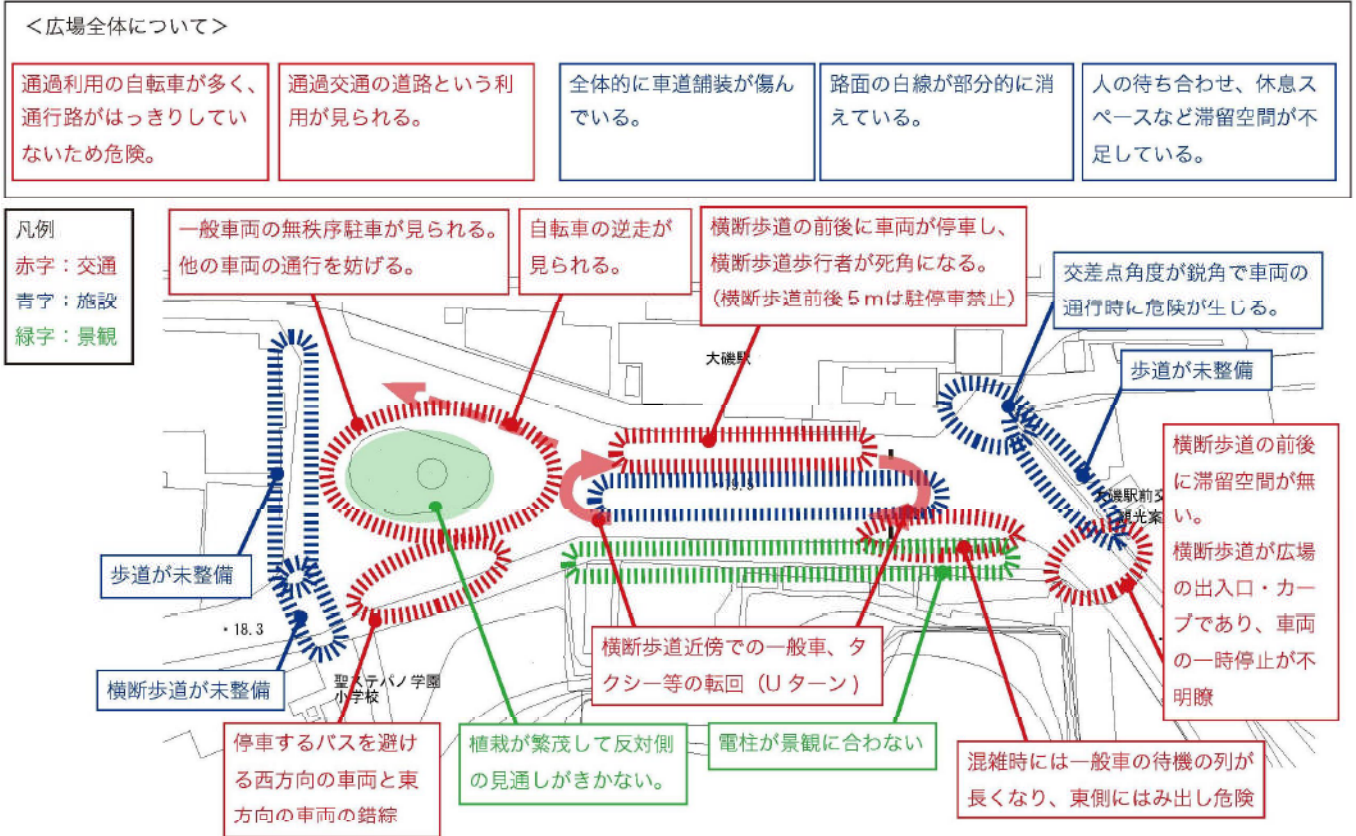 ＜広場全体について＞
通過利用の自転車が多く、
通行路がはっきりしてい
ないため危険。
通過交通の道路という利
用が見られる。
全体的に車道舗装が傷ん
でいる。
路面の白線が部分的に消
えている。
人の待ち合わせ、休息ス
ペースなど滞留空間が不
足している。
凡例
赤字：交通
青字：施設
緑字：景観
一般車両の無秩序駐車が見られる。
他の車両の通行を妨げる。
自転車の逆走が
見られる。
横断歩道の前後に車両が停車し、
横断歩道歩行者が死角になる。
（横断歩道前後５ｍは駐停車禁止）
交差点角度が鋭角で車両の
通行時に危険が生じる。
大磯駅
歩道が未整備
横断歩道の前後
に滞留空間が無
い。
横断歩道が広場
の出入口・カー
ブであり、車両
の一時停止が不
明瞭
19.5
大磯駅前交
観光案
歩道が未整備
・18.3
横断歩道が未整備
聖ステパノ学園
小学校
横断歩道近傍での一般車、タ
クシー等の転回（Ｕターン）
停車するバスを避け
る西方向の車両と東
方向の車両の錯綜
植栽が繁茂して反対側
の見通しがきかない。
電柱が景観に合わない
混雑時には一般車の待機の列が
長くなり、東側にはみ出し危険